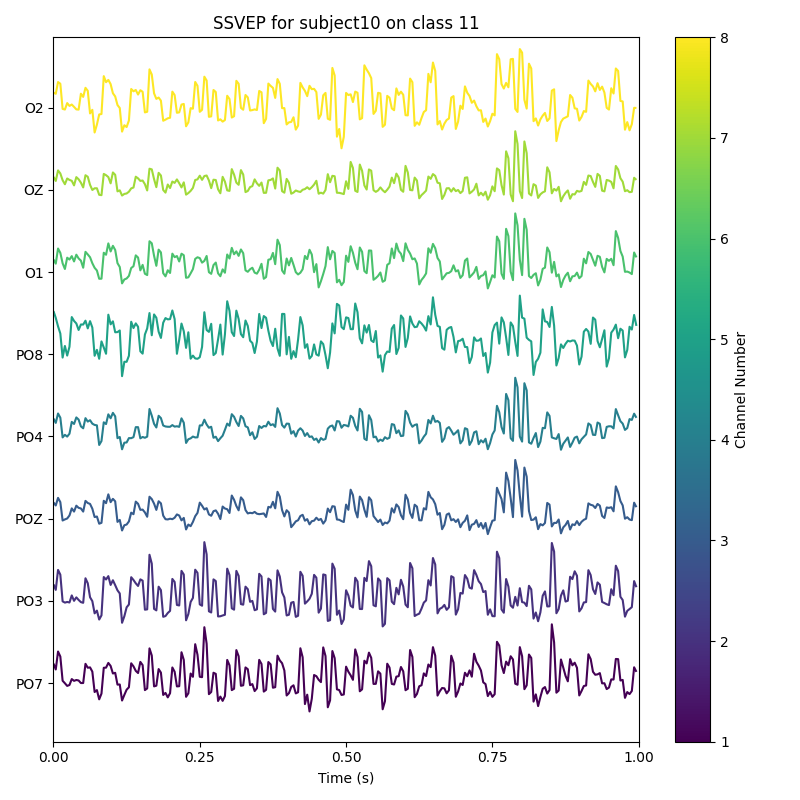 SSVEP for subject10 on class 11
O2
OZ
O1
PO8
PO4
POZ
PO3
PO7
0.00 0.25 0.50 0.75 1.00
Time (s)
8
7
6
5
4
3
2
1
Channel Number